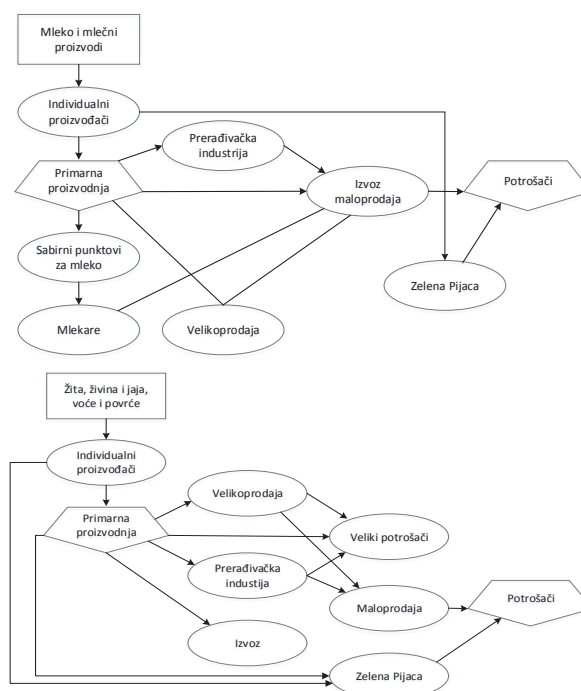 Mleko i mlečni
proizvodi
Individualni
proizvođači
Prerađivačka
industrija
Primarna
proizvodnja
Izvoz
maloprodaja
Potrošači
Sabirni punktovi
za mleko
Zelena Pijaca
Mlekare
Velikoprodaja
Žita, živina i jaja,
voće i povrće
Individualni
proizvođači
Velikoprodaja
Primarna
proizvodnja
Veliki potrošači
Prerađivačka
industija
Maloprodaja
Potrošači
Izvoz
Zelena Pijaca